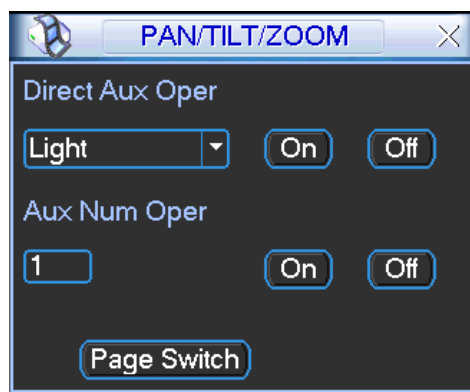 PAN/TILT/ZOOM
Direct Aux Oper
Light On Off
Aux Num Oper
1 On Off
Page Switch